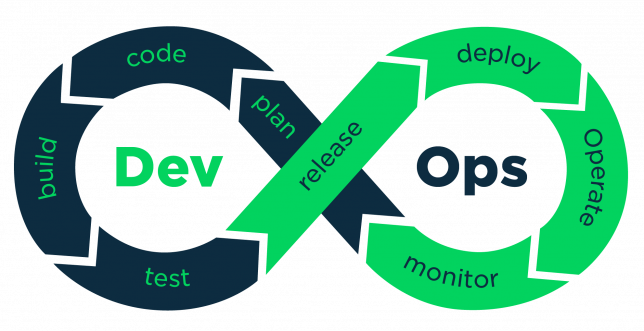 Dev
Ops
plan
code
build
test
release
deploy
Operate
monitor